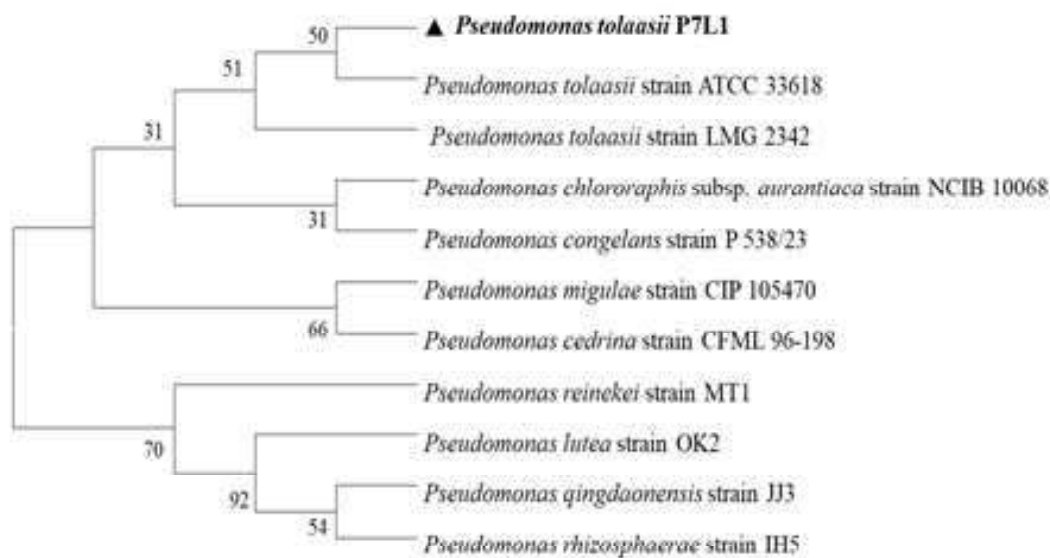 50
▲ Pseudomonas tolaasii P7L1
51
Pseudomonas tolaasii strain ATCC 33618
31
Pseudomonas tolaasii strain LMG 2342
Pseudomonas chlororaphis subsp. aurantiaca strain NCIB 10068
31
Pseudomonas congelans strain P 538/23
Pseudomonas migulae strain CIP 105470
66
Pseudomonas cedrina strain CFML 96-198
Pseudomonas reinekei strain MT1
70
Pseudomonas lutea strain OK2
92
Pseudomonas qingdaonensis strain JJ3
54
Pseudomonas rhizosphaerae strain IH5